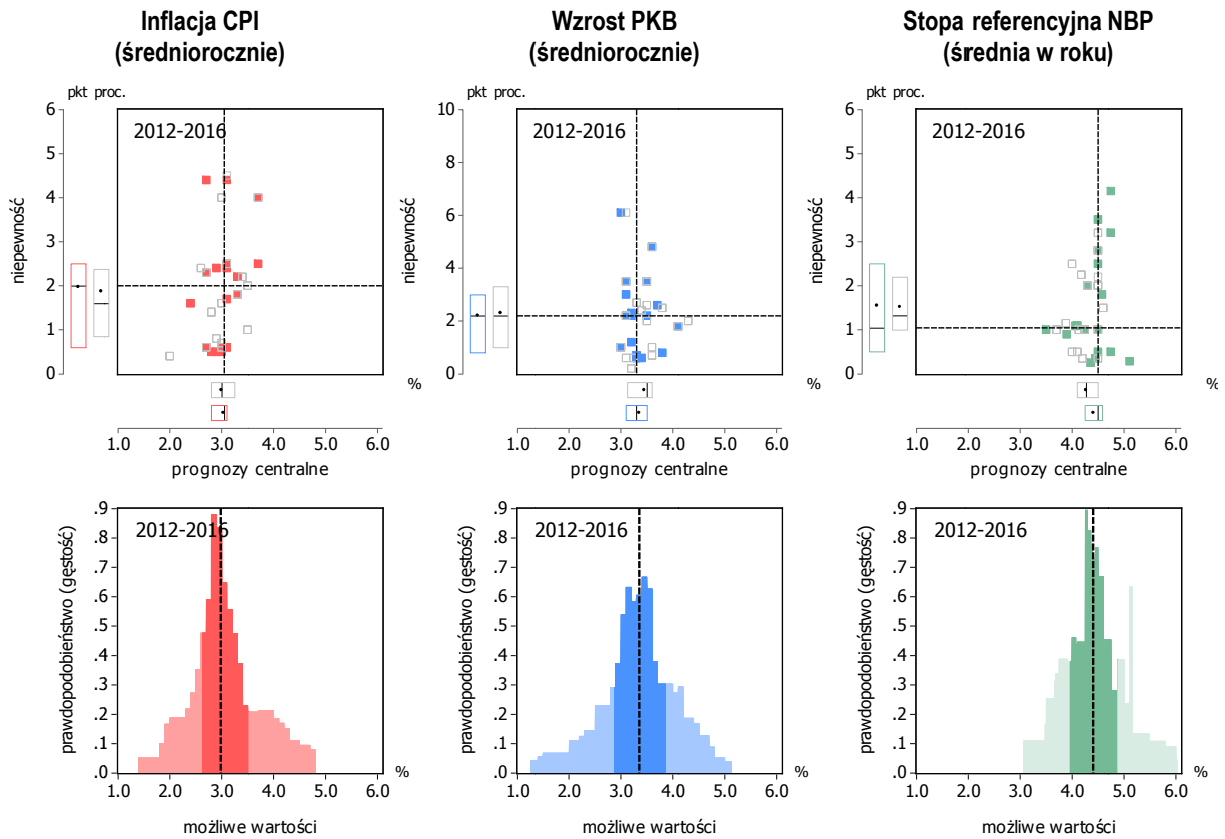 Inflacja CPI
(średniorocznie)
Wzrost PKB
(średniorocznie)
Stopa referencyjna NBP
(średnia w roku)
pkt proc.
pkt proc.
pkt proc.
2012-2016
2012-2016
2012-2016
6
5
4
3
2
1
0
niepewność
10
8
6
4
2
0
niepewność
6
5
4
3
2
1
0
niepewność
%
%
%
1.0 2.0 3.0 4.0 5.0 6.0
1.0 2.0 3.0 4.0 5.0 6.0
1.0 2.0 3.0 4.0 5.0 6.0
prognozy centralne
prognozy centralne
prognozy centralne
2012-2016
2012-2016
2012-2016
.9
.8
.7
.6
.5
.4
.3
.2
.1
.0
prawdopodobieństwo (gęstość)
.9
.8
.7
.6
.5
.4
.3
.2
.1
.0
prawdopodobieństwo (gęstość)
.9
.8
.7
.6
.5
.4
.3
.2
.1
.0
prawdopodobieństwo (gęstość)
%
%
%
1.0 2.0 3.0 4.0 5.0 6.0
1.0 2.0 3.0 4.0 5.0 6.0
1.0 2.0 3.0 4.0 5.0 6.0
możliwe wartości
możliwe wartości
możliwe wartości